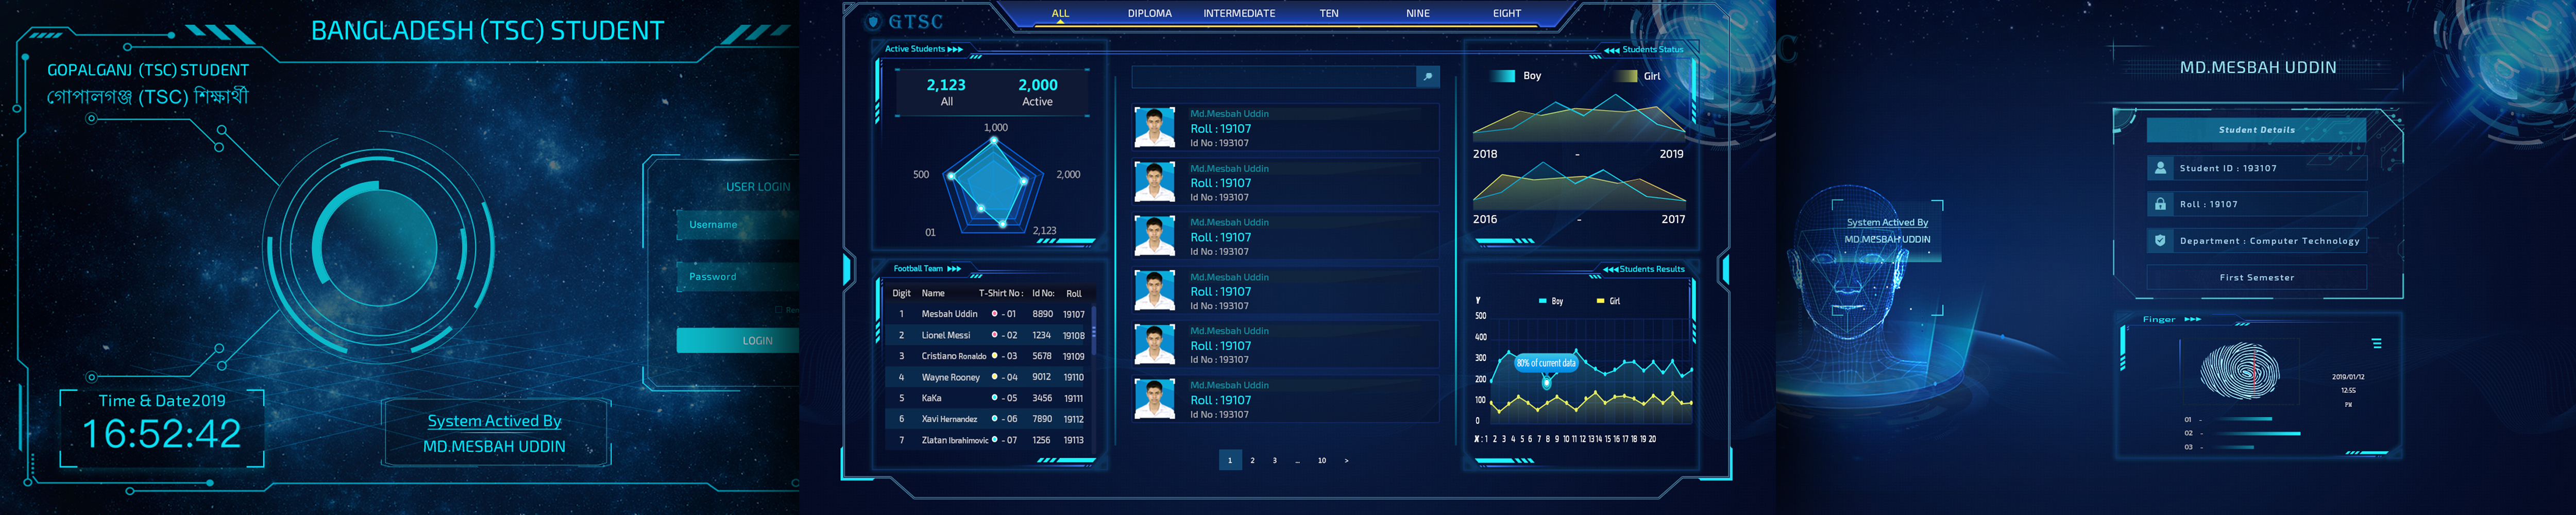 BANGLADESH (TSC) STUDENT
GOPALGANJ (TSC) STUDENT
গোপালগঞ্জ (TSC) শিক্ষার্থী
USER LOGIN
Username
Password
LOGIN
Time & Date2019
16:52:42
System Actived By
MD.MESBAH UDDIN
GTSC
ALL
DIPLOMA
INTERMEDIATE
TEN
NINE
EIGHT
Active Students
2,123
2,000
All
Active
1,000
500
2,000
01
2,123
Football Team
Digit Name T-Shirt No : Id No: Roll
1 Mesbah Uddin - 01 8890 19107
2 Lionel Messi - 02 1234 19108
3 Cristiano Ronaldo - 03 5678 19109
4 Wayne Rooney - 04 9012 19110
5 KaKa - 05 3456 19111
6 Xavi Hernandez - 06 7890 19112
7 Zlatan Ibrahimovic - 07 1256 19113
Md.Mesbah Uddin
Roll : 19107
Id No : 193107
Md.Mesbah Uddin
Roll : 19107
Id No : 193107
Md.Mesbah Uddin
Roll : 19107
Id No : 193107
Md.Mesbah Uddin
Roll : 19107
Id No : 193107
Md.Mesbah Uddin
Roll : 19107
Id No : 193107
Md.Mesbah Uddin
Roll : 19107
Id No : 193107
1 2 3 ... 10 >
Students Status
Boy
Girl
2018 - 2019
2016 - 2017
Students Results
Y
Boy
Girl
500
400
300
200
100
0
80% of current data
X : 1 2 3 4 5 6 7 8 9 10 11 12 13 14 15 16 17 18 19 20
C
System Actived By
MD.MESBAH UDDIN
MD.MESBAH UDDIN
Student Details
Student ID : 193107
Roll : 19107
Department : Computer Technology
First Semester
Finger
2019/01/12
12:55
PM
01 -
02 -
03 -